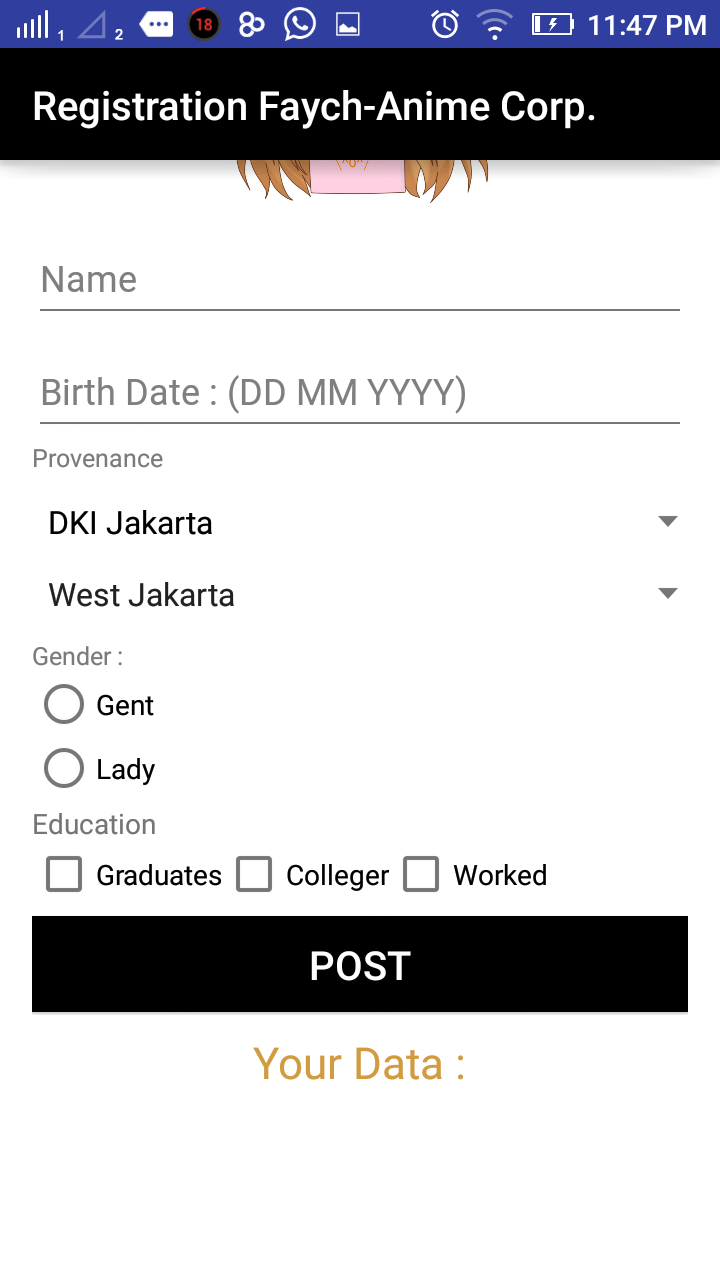 1 2 18 11:47 PM
Registration Faych-Anime Corp.
Name
Birth Date : (DD MM YYYY)
Provenance
DKI Jakarta
West Jakarta
Gender :
Gent
Lady
Education
Graduates Colleger Worked
POST
Your Data :